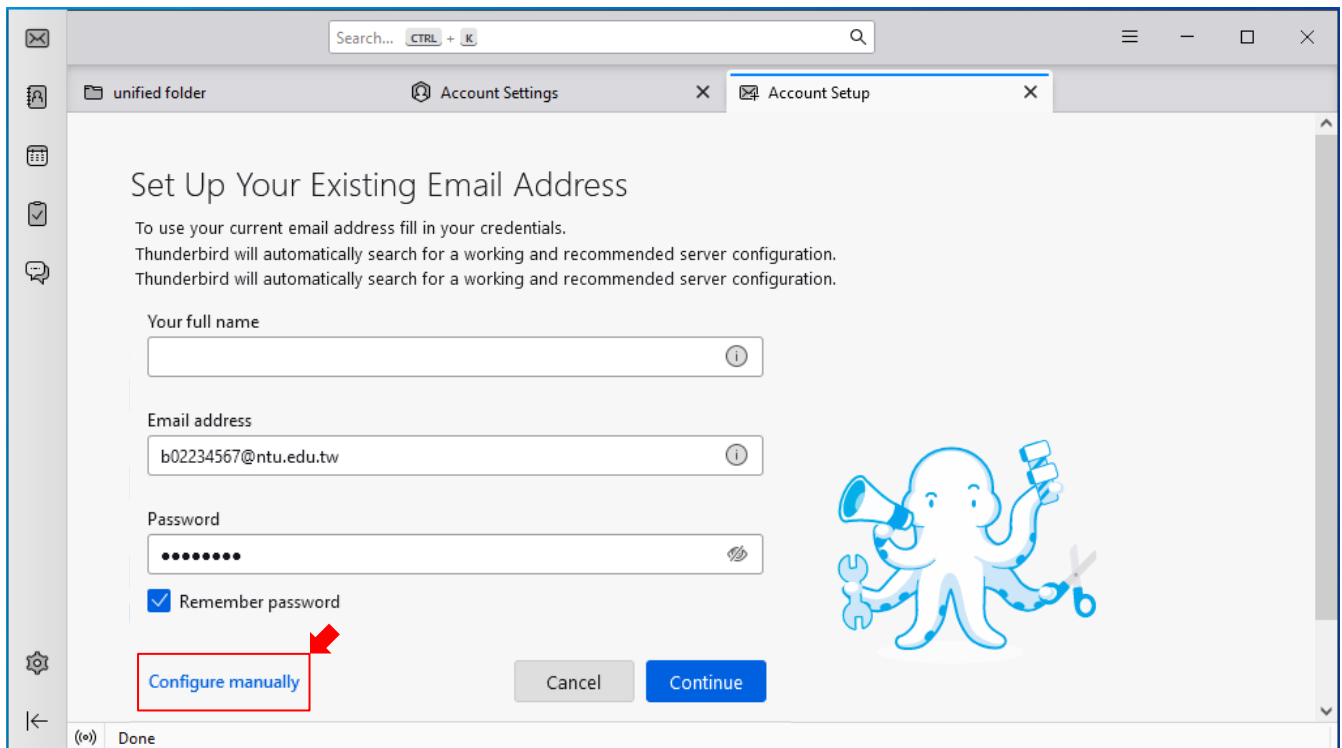 Search... CTRL + K
unified folder
Account Settings
Account Setup
Set Up Your Existing Email Address
To use your current email address fill in your credentials.
Thunderbird will automatically search for a working and recommended server configuration.
Thunderbird will automatically search for a working and recommended server configuration.
Your full name
Email address
b02234567@ntu.edu.tw
Password
••••••••
Remember password
Configure manually
Cancel
Continue
Done